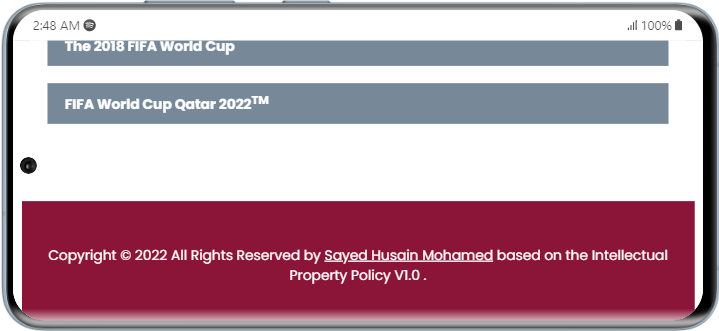 2:48 AM 100%
The 2018 FIFA World Cup
FIFA World Cup Qatar 2022TM
Copyright © 2022 All Rights Reserved by Sayed Husain Mohamed based on the Intellectual
Property Policy V1.0 .